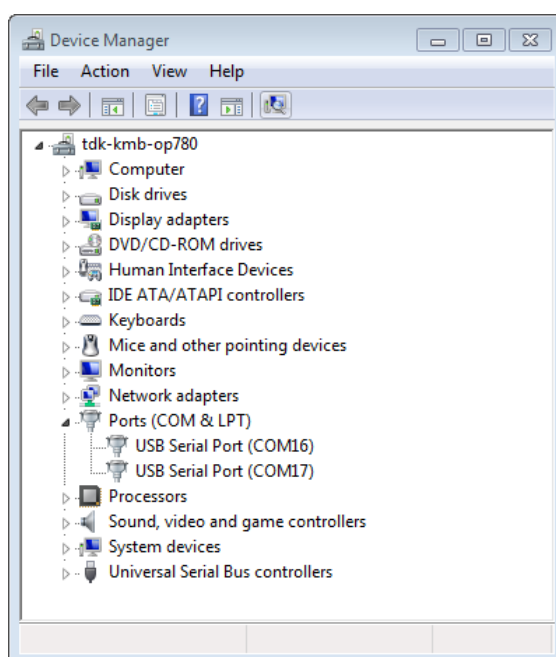 Device Manager
File Action View Help
tdk-kmb-op780
Computer
Disk drives
Display adapters
DVD/CD-ROM drives
Human Interface Devices
IDE ATA/ATAPI controllers
Keyboards
Mice and other pointing devices
Monitors
Network adapters
Ports (COM & LPT)
USB Serial Port (COM16)
USB Serial Port (COM17)
Processors
Sound, video and game controllers
System devices
Universal Serial Bus controllers